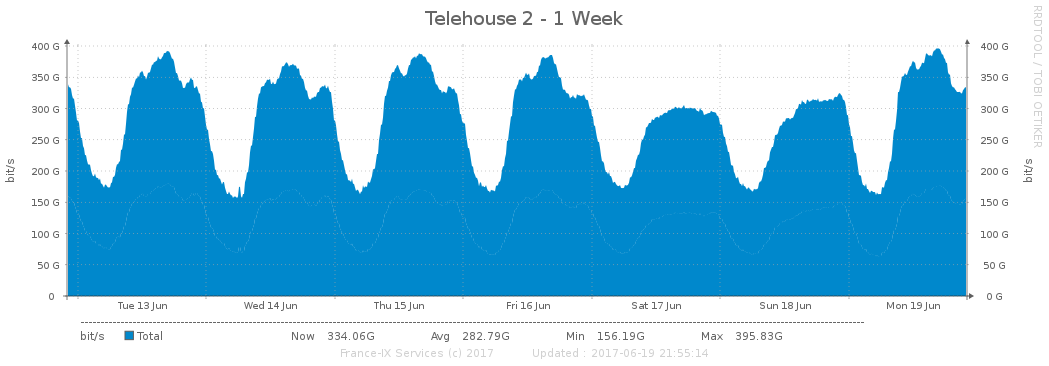 Telehouse 2 - 1 Week
RRDTOOL / TOBI OETIKER
bit/s
400 G 400 G
350 G 350 G
300 G 300 G
250 G 250 G
200 G 200 G
150 G 150 G
100 G 100 G
50 G 50 G
0 0 G
bit/s
Tue 13 Jun Wed 14 Jun Thu 15 Jun Fri 16 Jun Sat 17 Jun Sun 18 Jun Mon 19 Jun
bit/s Total Now 334.06G Avg 282.79G Min 156.19G Max 395.83G
France-IX Services (c) 2017 Updated : 2017-06-19 21:55:14